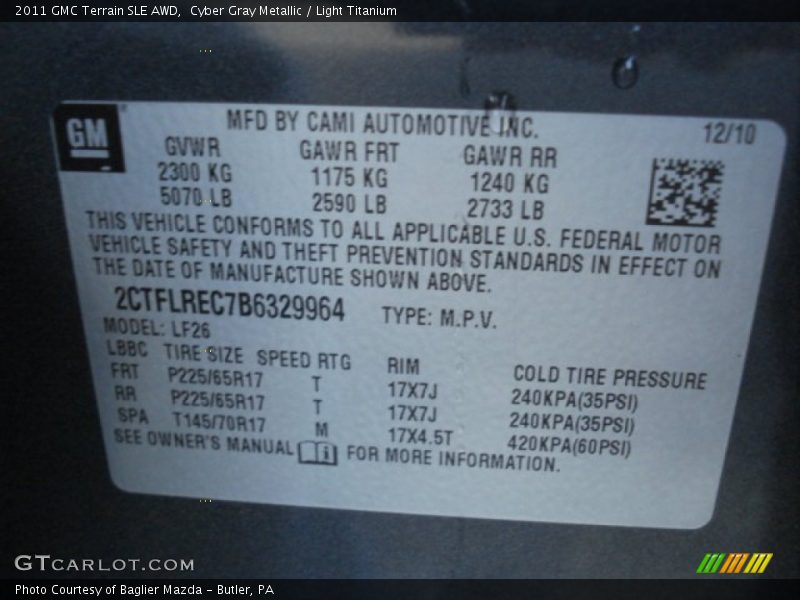 2011 GMC Terrain SLE AWD, Cyber Gray Metallic / Light Titanium
GM
MFD BY CAMI AUTOMOTIVE INC. 12/10
GVWR GAWR FRT GAWR RR
2300 KG 1175 KG 1240 KG
5070 LB 2590 LB 2733 LB
THIS VEHICLE CONFORMS TO ALL APPLICABLE U.S. FEDERAL MOTOR
VEHICLE SAFETY AND THEFT PREVENTION STANDARDS IN EFFECT ON
THE DATE OF MANUFACTURE SHOWN ABOVE.
2CTFLREC7B6329964 TYPE: M.P.V.
MODEL: LF26
LBBC TIRE SIZE SPEED RTG RIM COLD TIRE PRESSURE
FRT P225/65R17 T 17X7J 240KPA(35PSI)
RR P225/65R17 T 17X7J 240KPA(35PSI)
SPA T145/70R17 M 17X4.5T 420KPA(60PSI)
SEE OWNER'S MANUAL i FOR MORE INFORMATION.
GTCARLOT.COM
Photo Courtesy of Baglier Mazda - Butler, PA